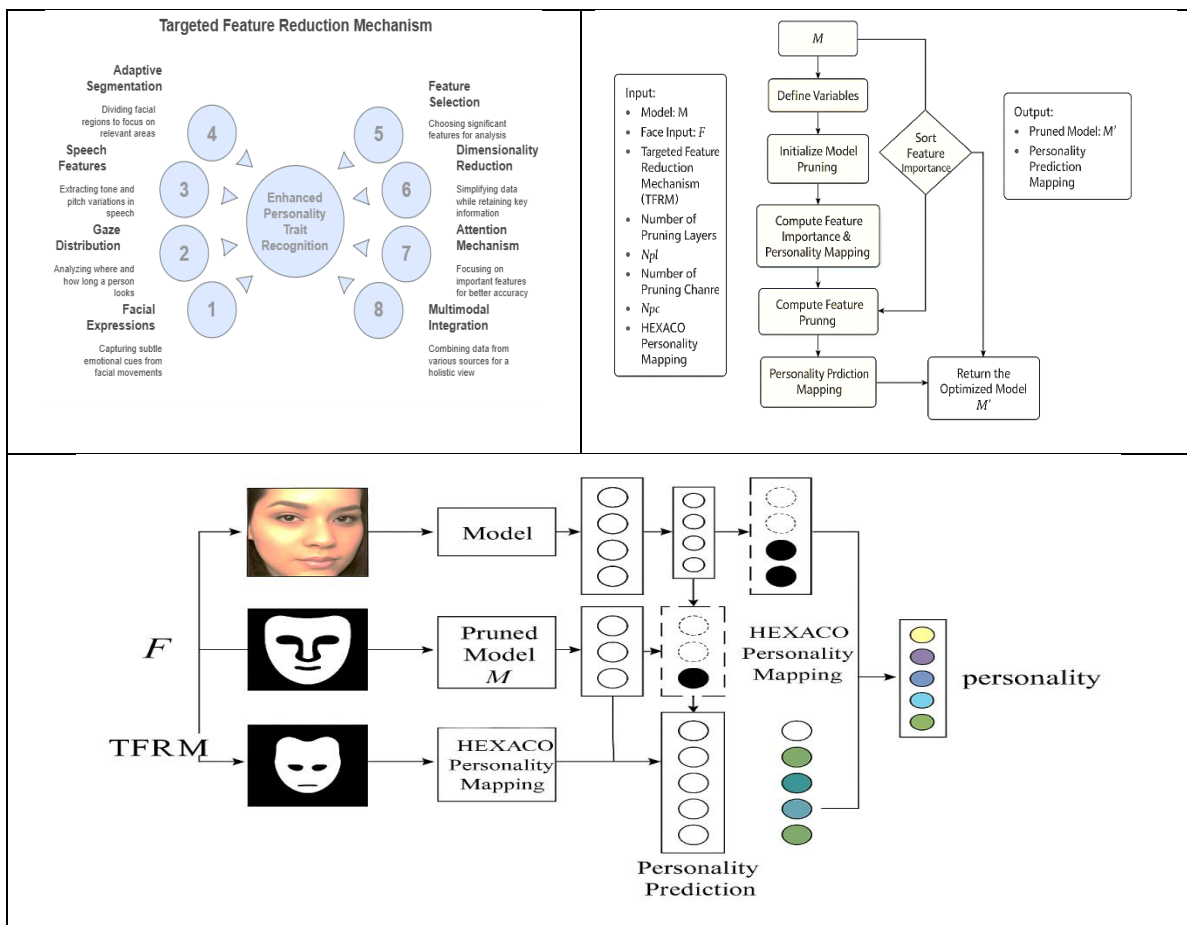 Targeted Feature Reduction Mechanism
Adaptive
Segmentation
Dividing facial
regions to focus on
relevant areas
4
Speech
Features
Extracting tone and
pitch variations in
speech
3
Gaze
Distribution
Analyzing where and
how long a person
looks
2
Facial
Expressions
Capturing subtle
emotional cues from
facial movements
1
Enhanced
Personality
Trait
Recognition
Feature
Selection
Choosing significant
features for analysis
5
Dimensionality
Reduction
Simplifying data
while retaining key
information
6
Attention
Mechanism
Focusing on
important features
for better accuracy
7
Multimodal
Integration
Combining data from
various sources for a
holistic view
8
Input:
• Model: M
• Face Input: F
• Targeted Feature
Reduction
Mechanism
(TFRM)
• Number of
Pruning Layers
• Npl
• Number of
Pruning Chanre
• Npc
• HEXACO
Personality
Mapping
M
Define Variables
Initialize Model
Pruning
Compute Feature
Importance &
Personality Mapping
Compute Feature
Prunng
Personality Prdiction
Mapping
Sort
Feature
Importance
Return the
Optimized Model
M'
Output:
• Pruned Model: M'
• Personality
Prediction
Mapping
F
TFRM
Model
Pruned
Model
M
HEXACO
Personality
Mapping
HEXACO
Personality
Mapping
personality
Personality
Prediction